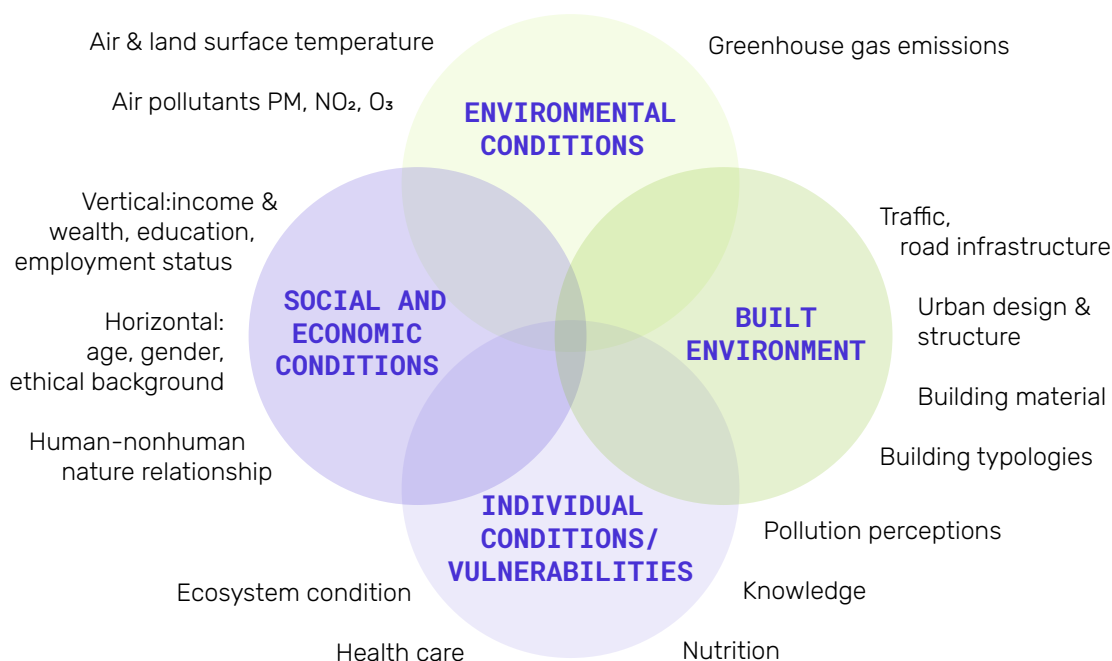 Air & land surface temperature
Greenhouse gas emissions
Air pollutants PM, NO₂, O₃
ENVIRONMENTAL
CONDITIONS
Vertical:income &
wealth, education,
employment status
Horizontal:
age, gender,
ethical background
Human-nonhuman
nature relationship
SOCIAL AND
ECONOMIC
CONDITIONS
BUILT
ENVIRONMENT
Traffic,
road infrastructure
Urban design &
structure
Building material
Building typologies
INDIVIDUAL
CONDITIONS/
VULNERABILITIES
Pollution perceptions
Ecosystem condition
Knowledge
Health care
Nutrition